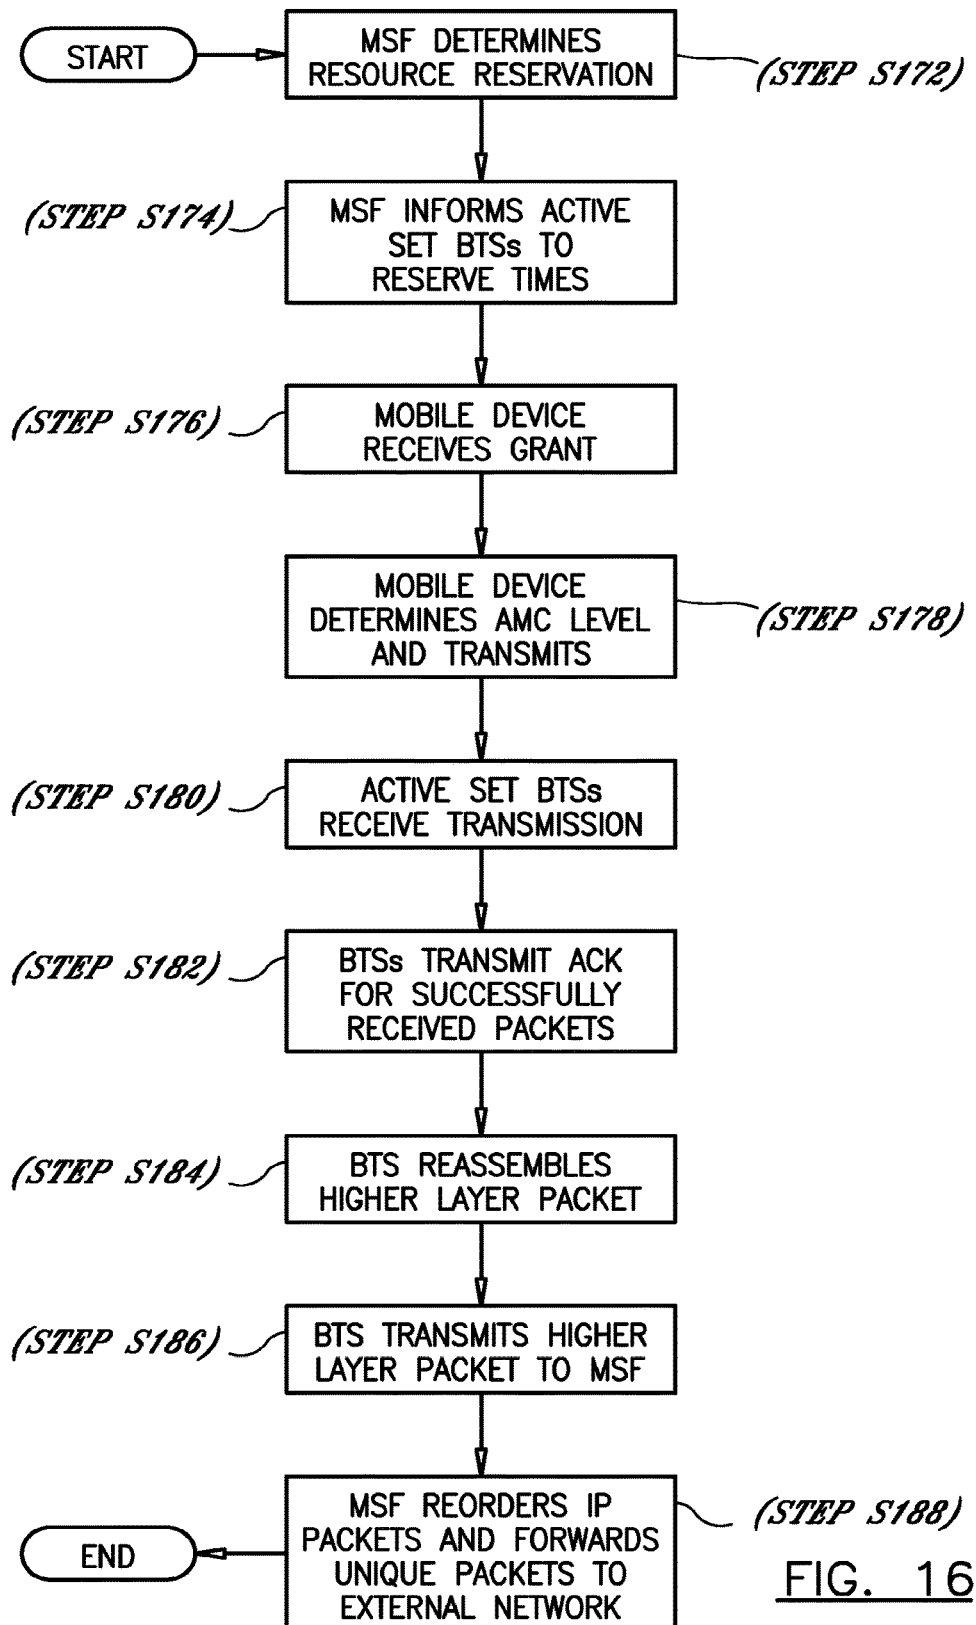 START
MSF DETERMINES
RESOURCE RESERVATION
(STEP S172)
(STEP S174)
MSF INFORMS ACTIVE
SET BTSs TO
RESERVE TIMES
(STEP S176)
MOBILE DEVICE
RECEIVES GRANT
MOBILE DEVICE
DETERMINES AMC LEVEL
AND TRANSMITS
(STEP S178)
(STEP S180)
ACTIVE SET BTSs
RECEIVE TRANSMISSION
(STEP S182)
BTSs TRANSMIT ACK
FOR SUCCESSFULLY
RECEIVED PACKETS
(STEP S184)
BTS REASSEMBLES
HIGHER LAYER PACKET
(STEP S186)
BTS TRANSMITS HIGHER
LAYER PACKET TO MSF
MSF REORDERS IP
PACKETS AND FORWARDS
UNIQUE PACKETS TO
EXTERNAL NETWORK
(STEP S188)
END
FIG. 16